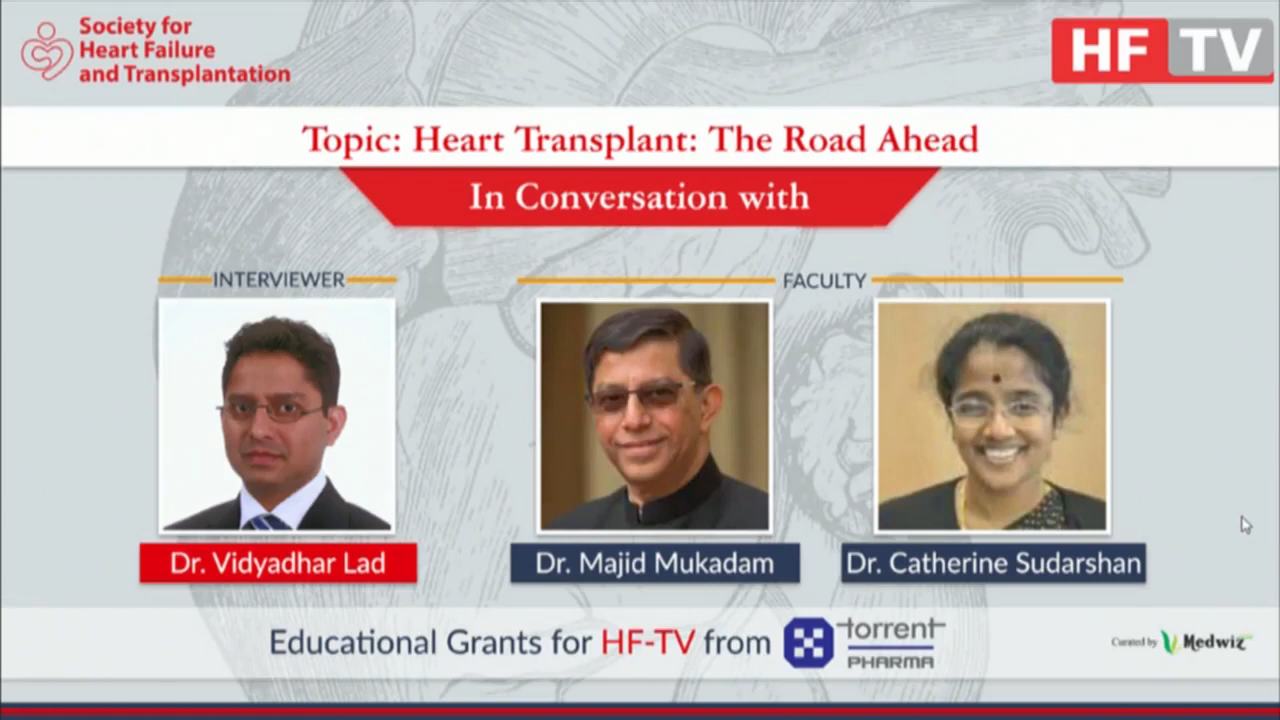 Society for
Heart Failure
and Transplantation
HF TV
Topic: Heart Transplant: The Road Ahead
In Conversation with
INTERVIEWER
FACULTY
Dr. Vidyadhar Lad
Dr. Majid Mukadam
Dr. Catherine Sudarshan
Educational Grants for HF-TV from
torrent
PHARMA
Curated by Medwiz